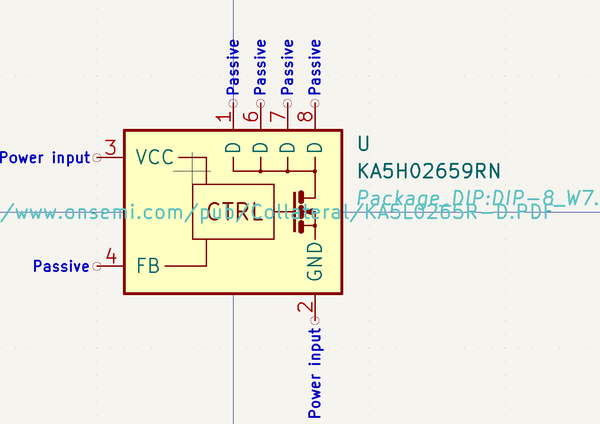 Passive Passive Passive Passive
1 6 7 8
D D D D
U
Power input 3 VCC
KA5H02659RN
Package_DIP:DIP-8_W7.
/www.onsemi.com/pub/Collateral/KA5L0265R-D.PDF
CTRL
Passive 4 FB
GND
2
Power input